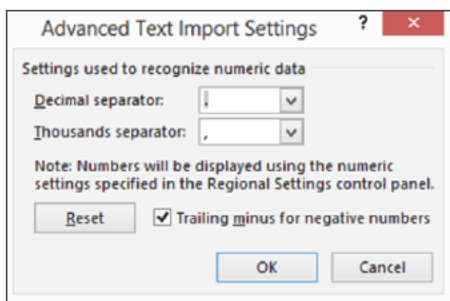 Advanced Text Import Settings ? ×
Settings used to recognize numeric data
Decimal separator: .
Thousands separator: ,
Note: Numbers will be displayed using the numeric
settings specified in the Regional Settings control panel.
Reset Trailing minus for negative numbers
OK Cancel